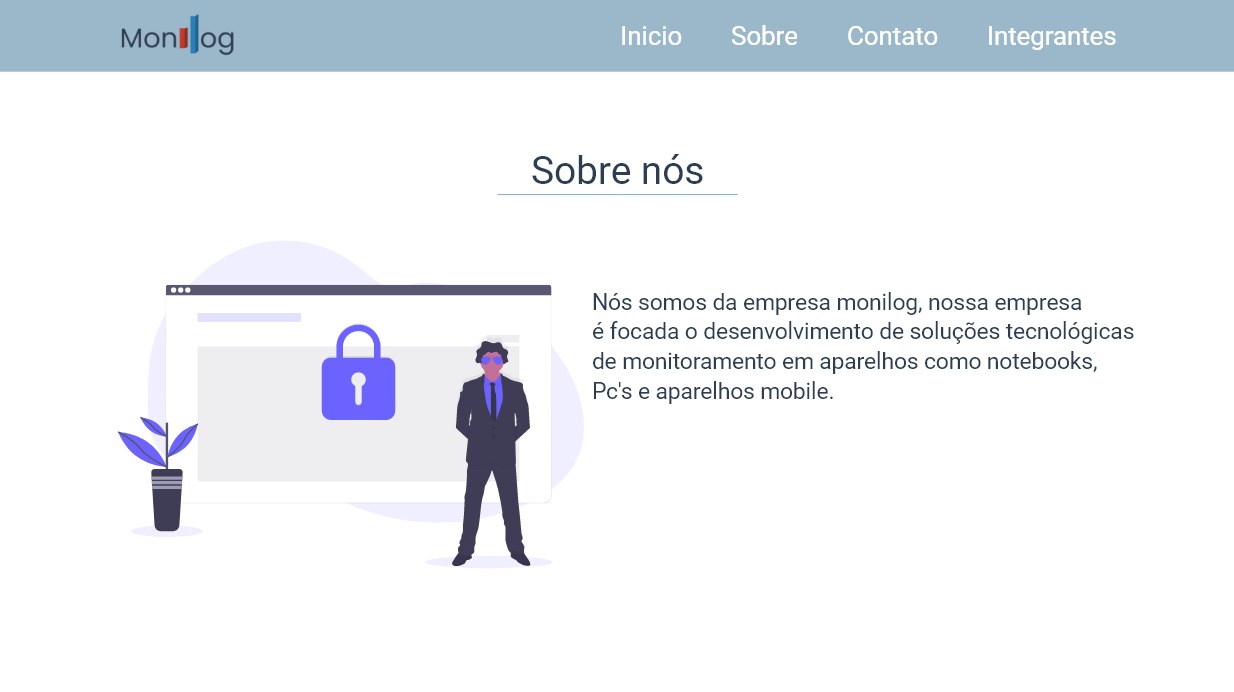 Monilog
Inicio Sobre Contato Integrantes
Sobre nós
Nós somos da empresa monilog, nossa empresa
é focada o desenvolvimento de soluções tecnológicas
de monitoramento em aparelhos como notebooks,
Pc's e aparelhos mobile.